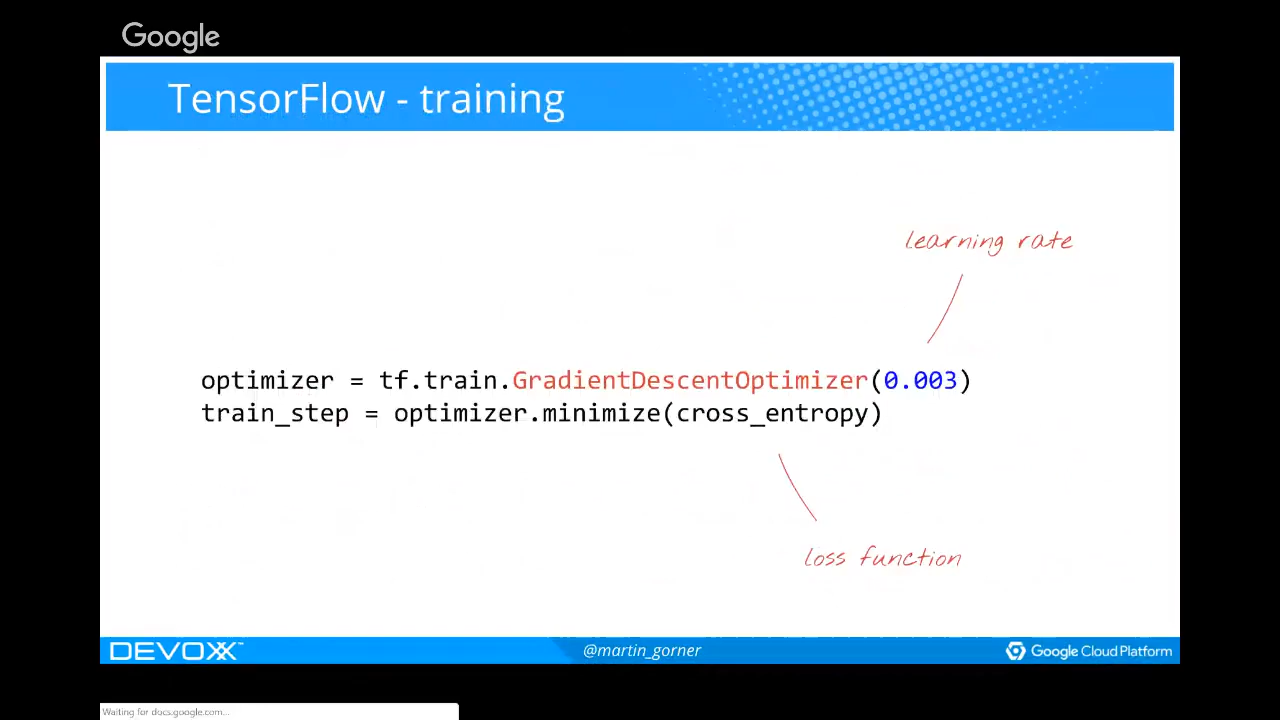 Google
TensorFlow - training
learning rate
optimizer = tf.train.GradientDescentOptimizer(0.003)
train_step = optimizer.minimize(cross_entropy)
loss function
DEVOXX™
@martin_gorner
Google Cloud Platform
Waiting for docs.google.com...